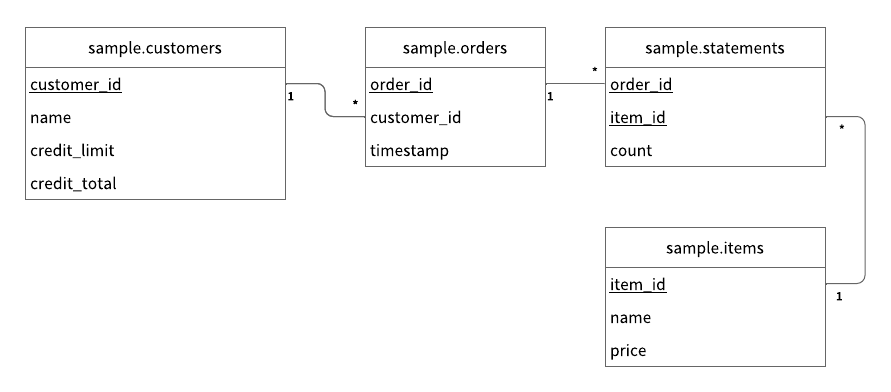 sample.customers
customer_id
name
credit_limit
credit_total
1
*
sample.orders
order_id
customer_id
timestamp
1
*
sample.statements
order_id
item_id
count
*
sample.items
item_id
name
price
1